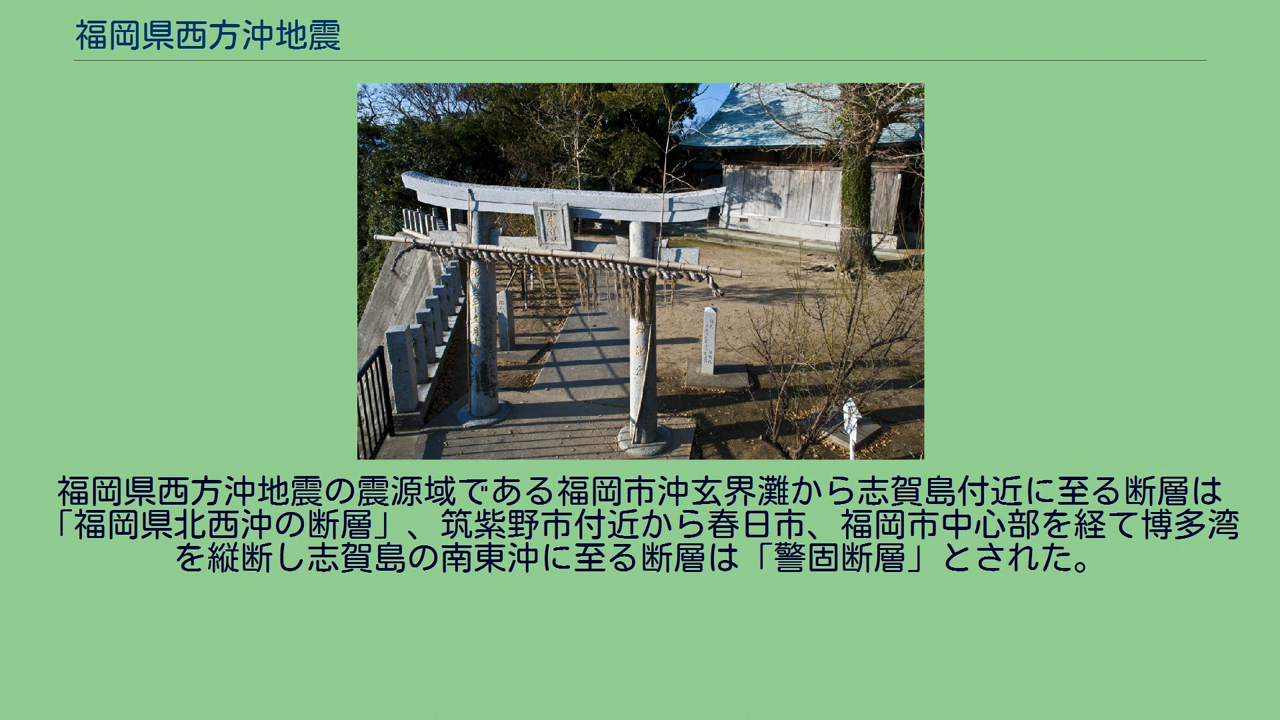 福岡県西方沖地震
福岡県西方沖地震の震源域である福岡市沖玄界灘から志賀島付近に至る断層は
「福岡県北西沖の断層」、筑紫野市付近から春日市、福岡市中心部を経て博多湾
を縦断し志賀島の南東沖に至る断層は「警固断層」とされた。